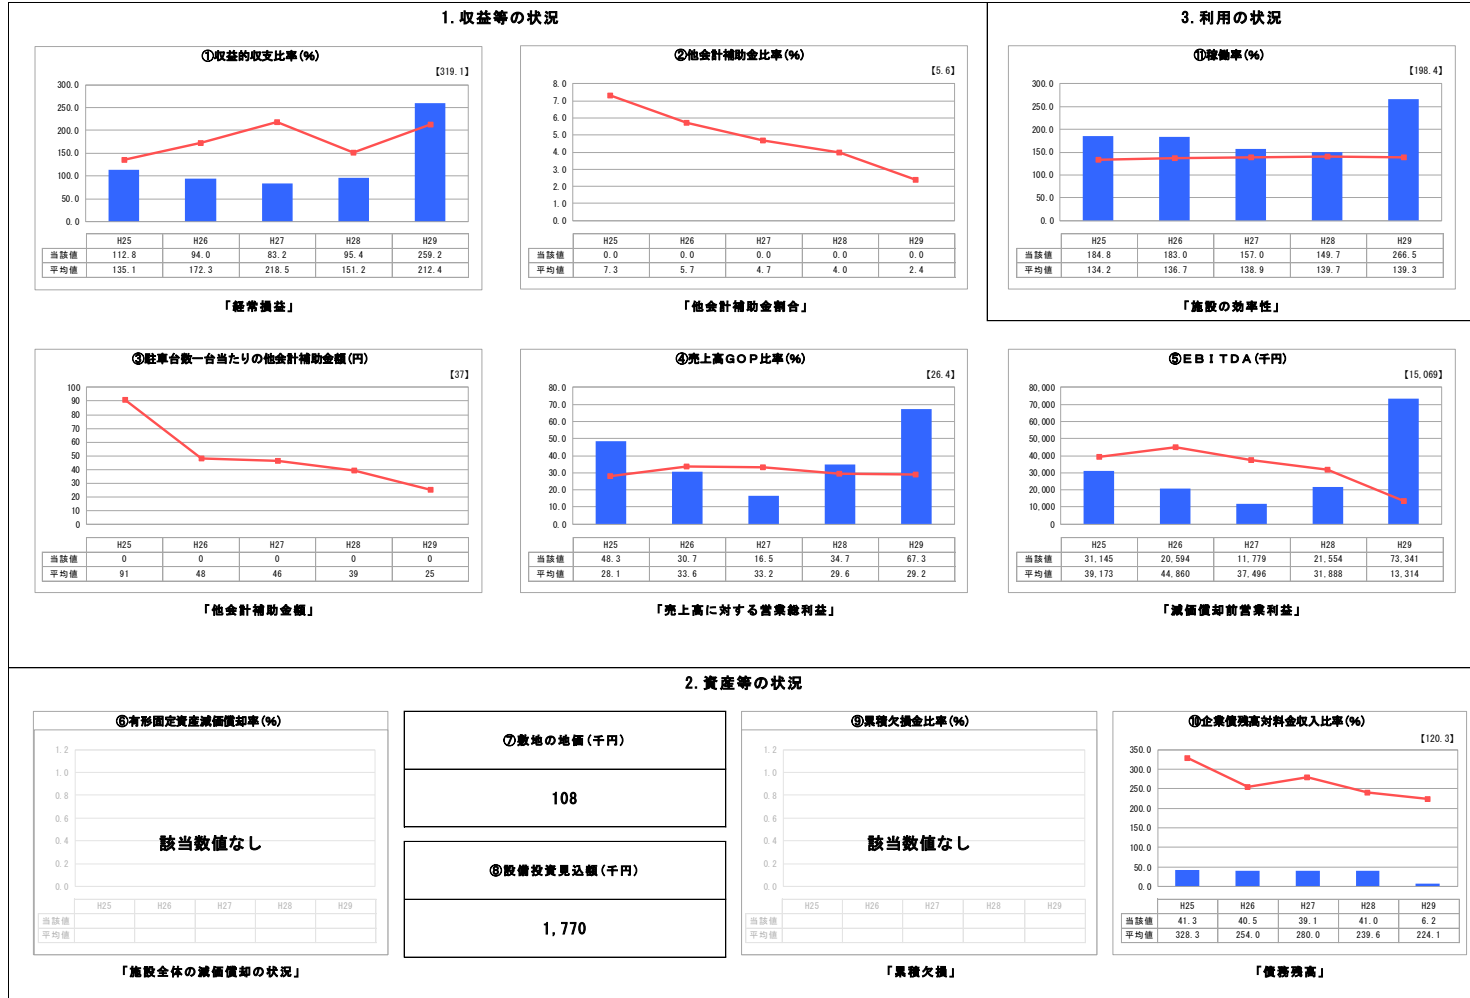 1. 収益等の状況
3. 利用の状況
①収益的収支比率(%)
【319.1】
300.0
250.0
200.0
150.0
100.0
50.0
0.0
H25 H26 H27 H28 H29
当該値 112.8 94.0 83.2 95.4 259.2
平均値 135.1 172.3 218.5 151.2 212.4
「経常損益」
②他会計補助金比率(%)
【5.6】
8.0
7.0
6.0
5.0
4.0
3.0
2.0
1.0
0.0
H25 H26 H27 H28 H29
当該値 0.0 0.0 0.0 0.0 0.0
平均値 7.3 5.7 4.7 4.0 2.4
「他会計補助金割合」
⑪稼働率(%)
【198.4】
300.0
250.0
200.0
150.0
100.0
50.0
0.0
H25 H26 H27 H28 H29
当該値 184.8 183.0 157.0 149.7 266.5
平均値 134.2 136.7 138.9 139.7 139.3
「施設の効率性」
③駐車台数一台当たりの他会計補助金額(円)
【37】
100
90
80
70
60
50
40
30
20
10
0
H25 H26 H27 H28 H29
当該値 0 0 0 0 0
平均値 91 48 46 39 25
「他会計補助金額」
④売上高GOP比率(%)
【26.4】
80.0
70.0
60.0
50.0
40.0
30.0
20.0
10.0
0.0
H25 H26 H27 H28 H29
当該値 48.3 30.7 16.5 34.7 67.3
平均値 28.1 33.6 33.2 29.6 29.2
「売上高に対する営業総利益」
⑤EBITDA(千円)
【15,069】
80,000
70,000
60,000
50,000
40,000
30,000
20,000
10,000
0
H25 H26 H27 H28 H29
当該値 31,145 20,594 11,779 21,554 73,341
平均値 39,173 44,860 37,496 31,888 13,314
「減価償却前営業利益」
2. 資産等の状況
⑥有形固定資産減価償却率(%)
1.2
1.0
0.8
0.6
0.4
0.2
0.0
該当数値なし
H25 H26 H27 H28 H29
当該値
平均値
「施設全体の減価償却の状況」
⑦敷地の地価(千円)
108
⑧設備投資見込額(千円)
1,770
⑨累積欠損金比率(%)
1.2
1.0
0.8
0.6
0.4
0.2
0.0
該当数値なし
H25 H26 H27 H28 H29
当該値
平均値
「累積欠損」
⑩企業債残高対料金収入比率(%)
【120.3】
350.0
300.0
250.0
200.0
150.0
100.0
50.0
0.0
H25 H26 H27 H28 H29
当該値 41.3 40.5 39.1 41.0 6.2
平均値 328.3 254.0 280.0 239.6 224.1
「債務残高」